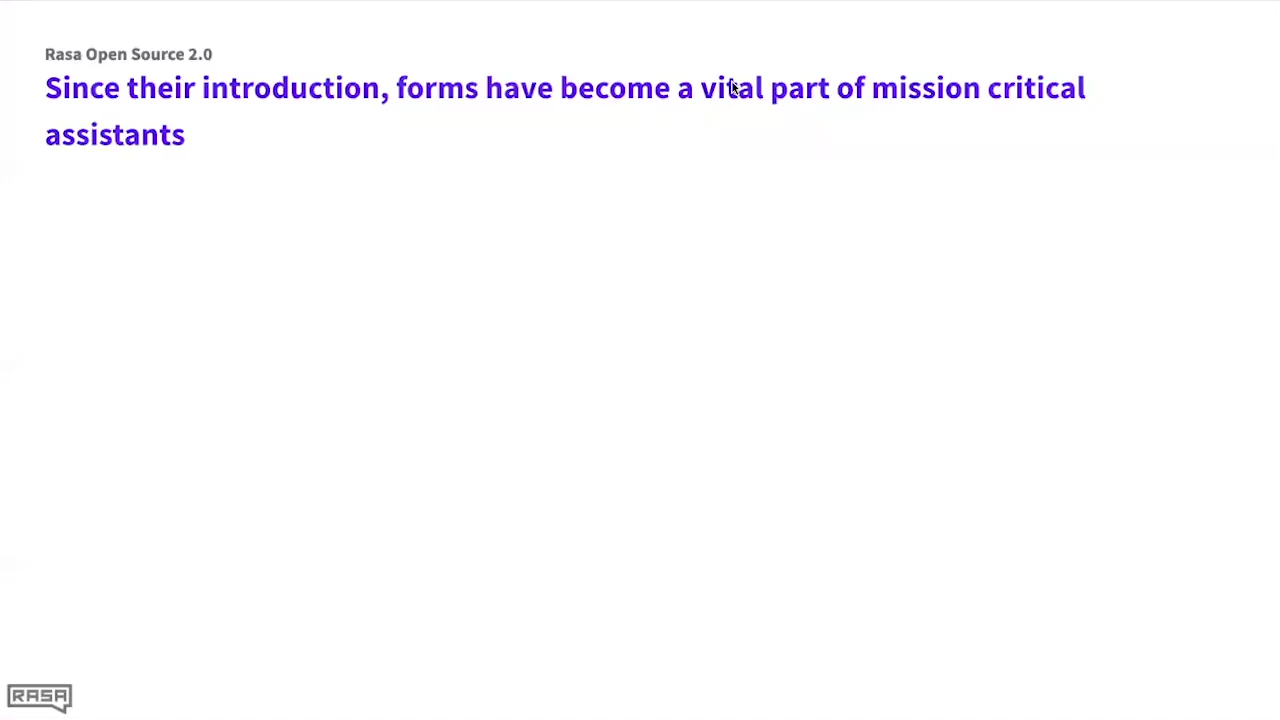 Rasa Open Source 2.0
Since their introduction, forms have become a vital part of mission critical
assistants
RASA